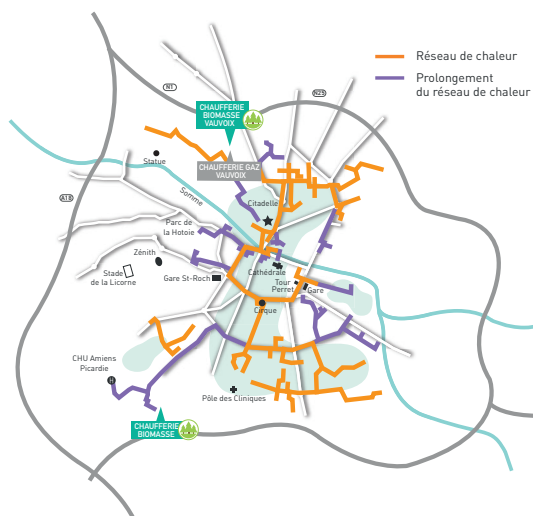 Réseau de chaleur
Prolongement
du réseau de chaleur
N1
N25
CHAUFFERIE
BIOMASSE
VAUVOIX
Statue
CHAUFFERIE GAZ
VAUVOIX
A18
Somme
Citadelle
Parc de
la Hotoie
Zénith
Stade
de la Licorne
Gare St-Roch
Cathédrale
Tour
Perret
Gare
Cirque
CHU Amiens
Picardie
H
Pôle des Cliniques
CHAUFFERIE
BIOMASSE